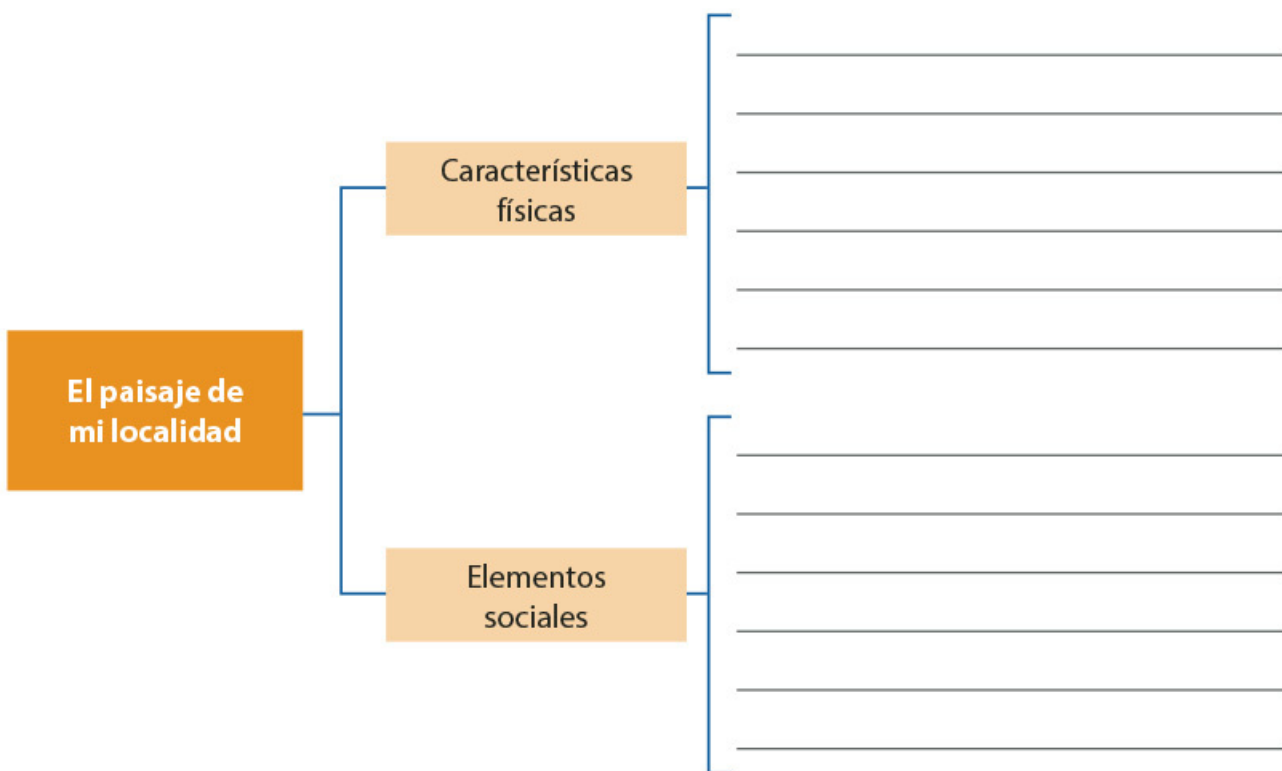 Características
físicas
El paisaje de
mi localidad
Elementos
sociales